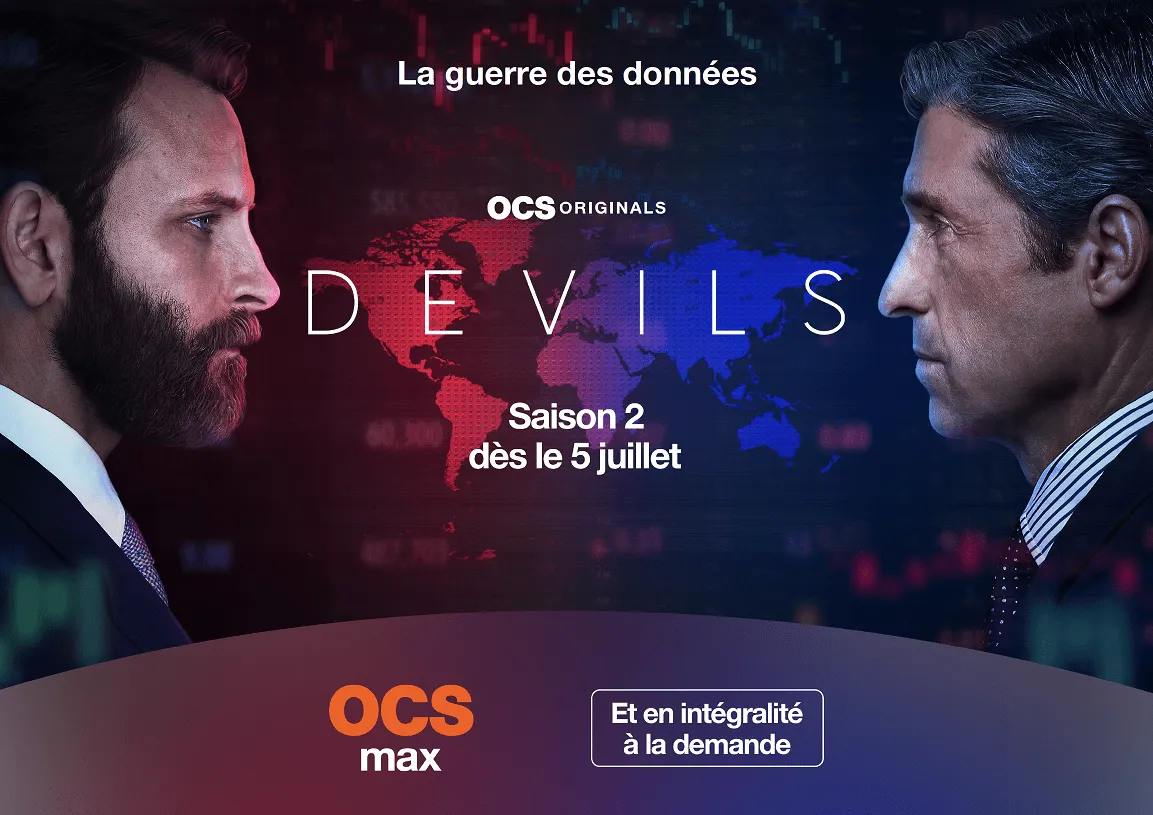 La guerre des données
OCS ORIGINALS
DEVILS
Saison 2
dès le 5 juillet
OCS
max
Et en intégralité
à la demande